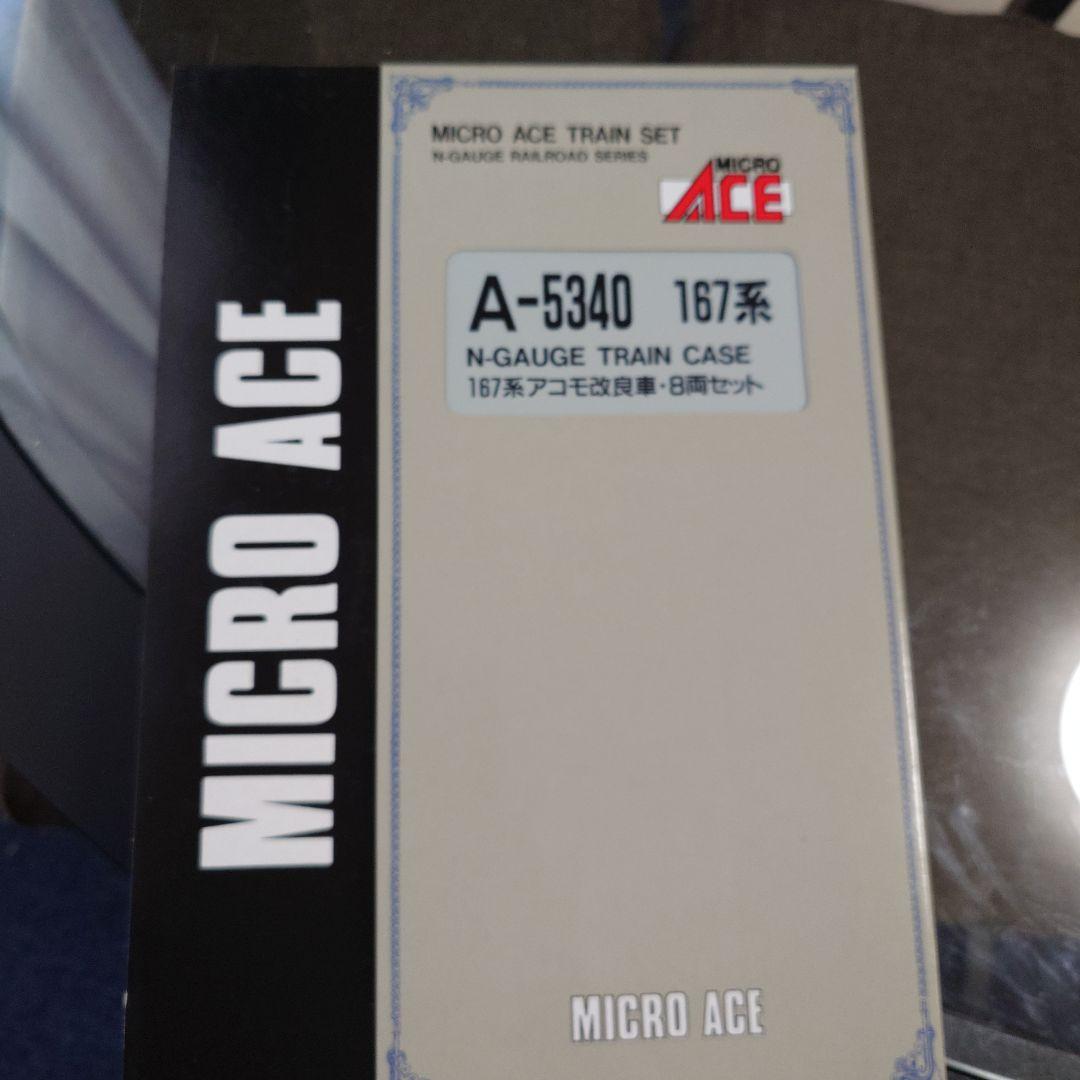 MICRO ACE
MICRO ACE TRAIN SET
N-GAUGE RAILROAD SERIES
MICRO
ACE
A-5340 167系
N-GAUGE TRAIN CASE
167系アコモ改良車・8両セット
MICRO ACE